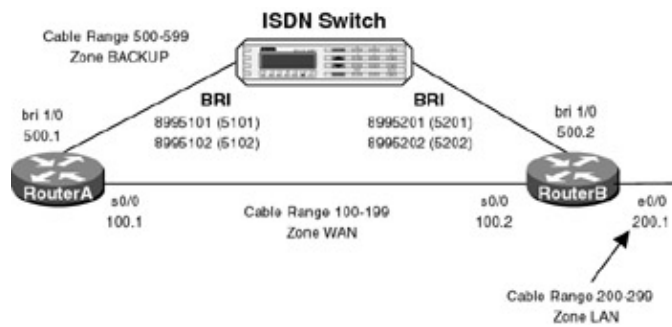 ISDN Switch
Cable Range 500-599
Zone BACKUP
BRI
8995101 (5101)
8995102 (5102)
BRI
8995201 (5201)
8995202 (5202)
bri 1/0
500.1
bri 1/0
500.2
RouterA
RouterB
s0/0
100.1
Cable Range 100-199
Zone WAN
s0/0
100.2
e0/0
200.1
Cable Range 200-299
Zone LAN